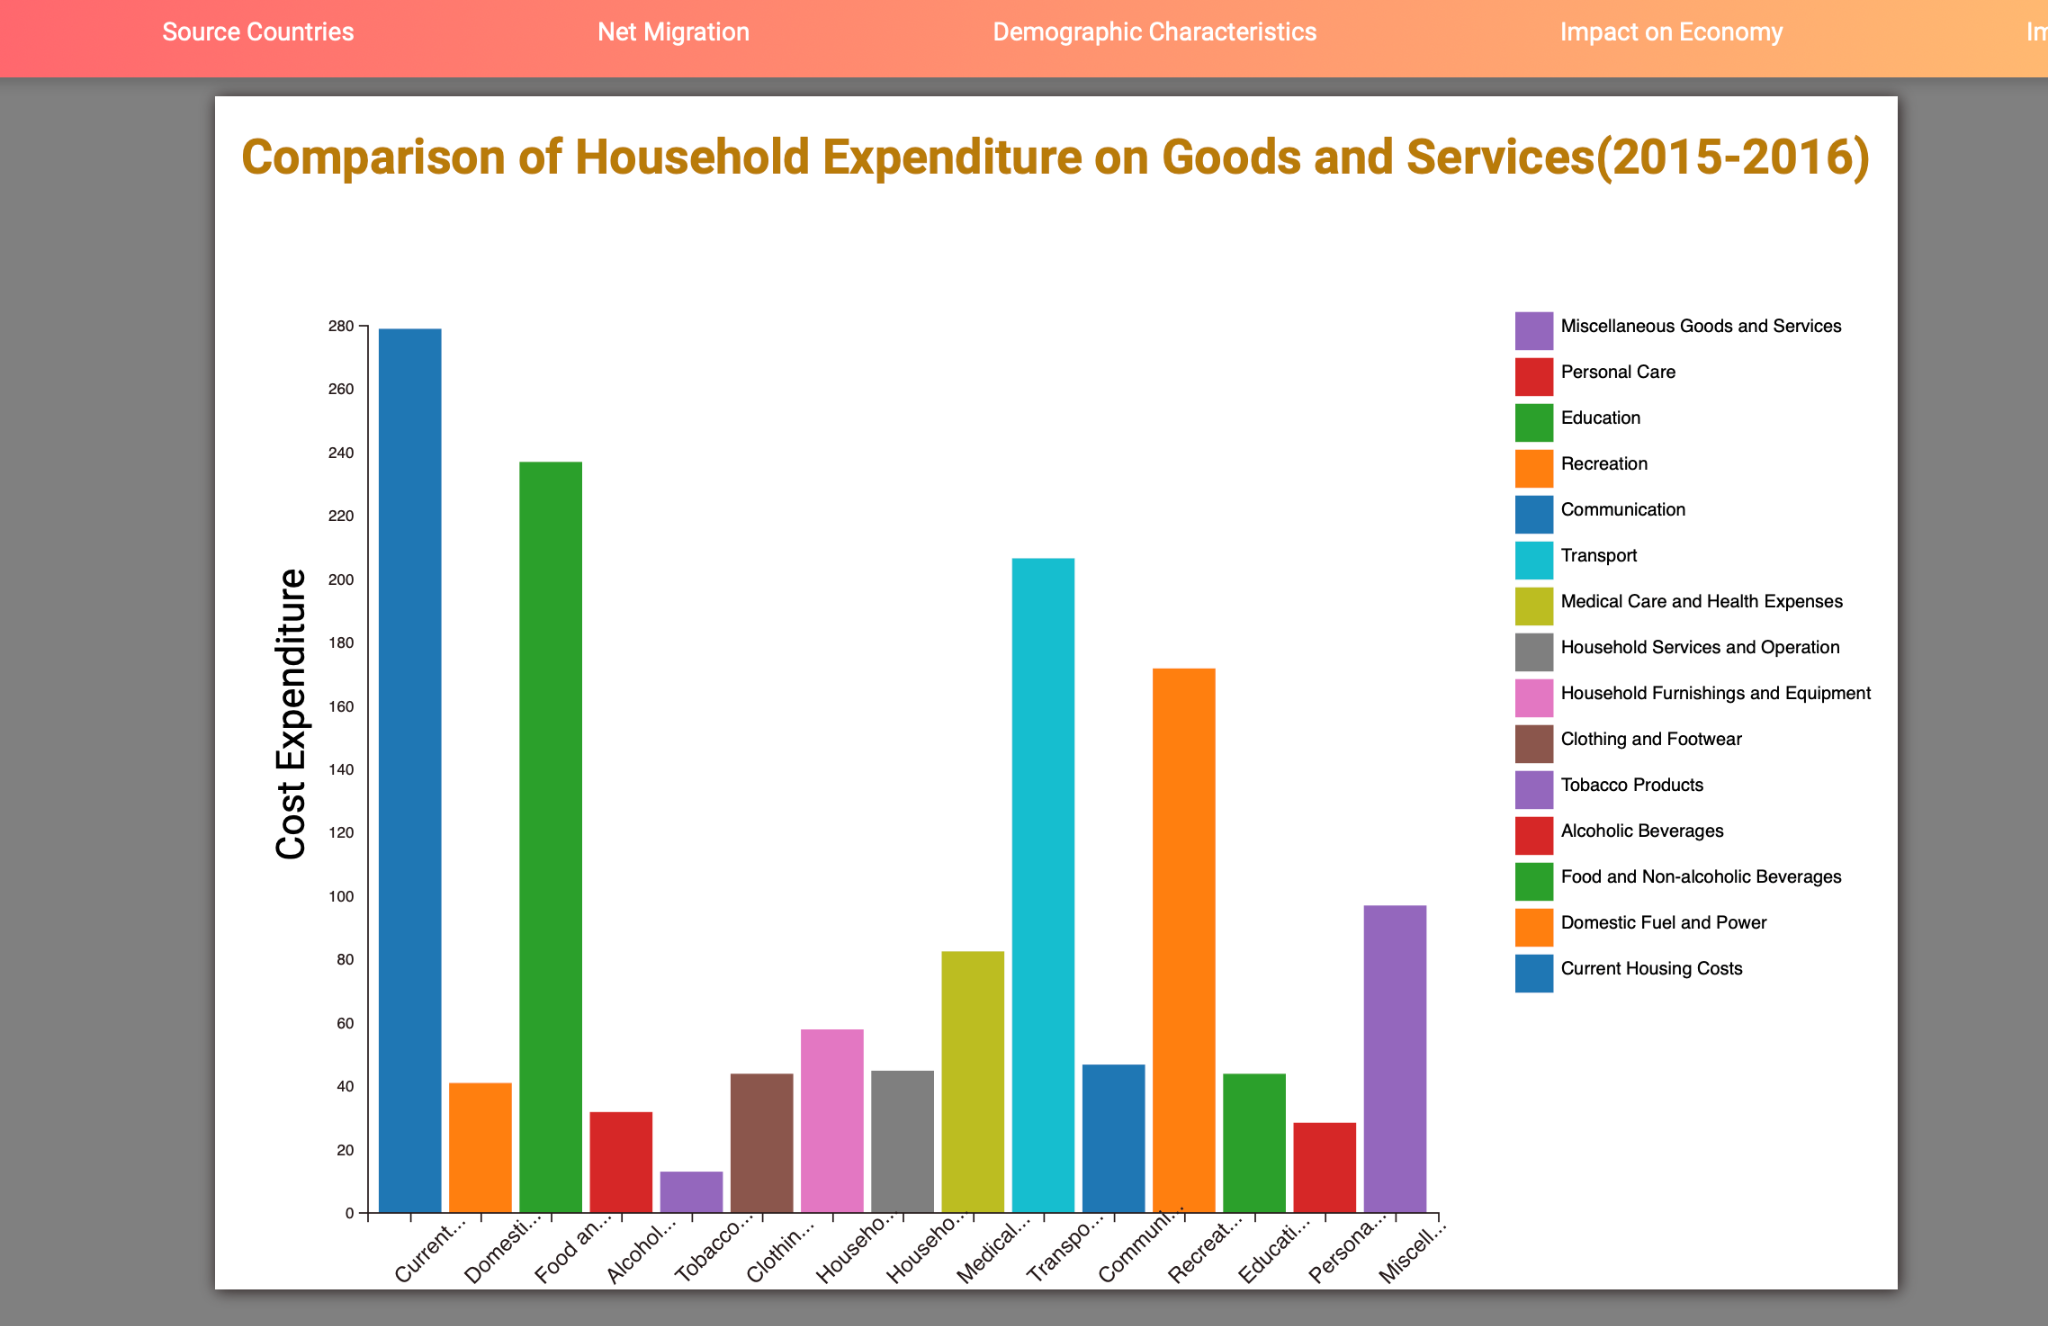 Source Countries
Net Migration
Demographic Characteristics
Impact on Economy
Im
Comparison of Household Expenditure on Goods and Services(2015-2016)
Cost Expenditure
280
260
240
220
200
180
160
140
120
100
80
60
40
20
0
Current...
Domesti...
Food an...
Alcohol...
Tobacco...
Clothin...
Househo...
Househo...
Medical...
Transpo...
Communi...
Recreat...
Educati...
Persona...
Miscell...
Miscellaneous Goods and Services
Personal Care
Education
Recreation
Communication
Transport
Medical Care and Health Expenses
Household Services and Operation
Household Furnishings and Equipment
Clothing and Footwear
Tobacco Products
Alcoholic Beverages
Food and Non-alcoholic Beverages
Domestic Fuel and Power
Current Housing Costs